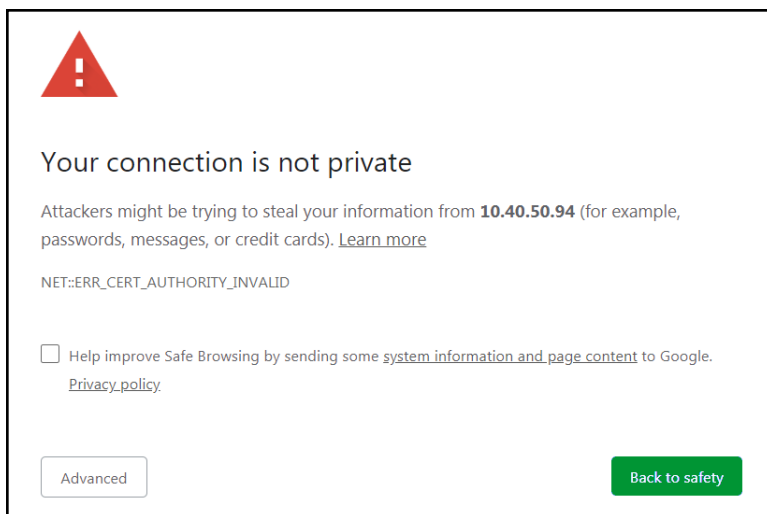 Your connection is not private
Attackers might be trying to steal your information from 10.40.50.94 (for example,
passwords, messages, or credit cards). Learn more
NET::ERR_CERT_AUTHORITY_INVALID
Help improve Safe Browsing by sending some system information and page content to Google.
Privacy policy
Advanced
Back to safety